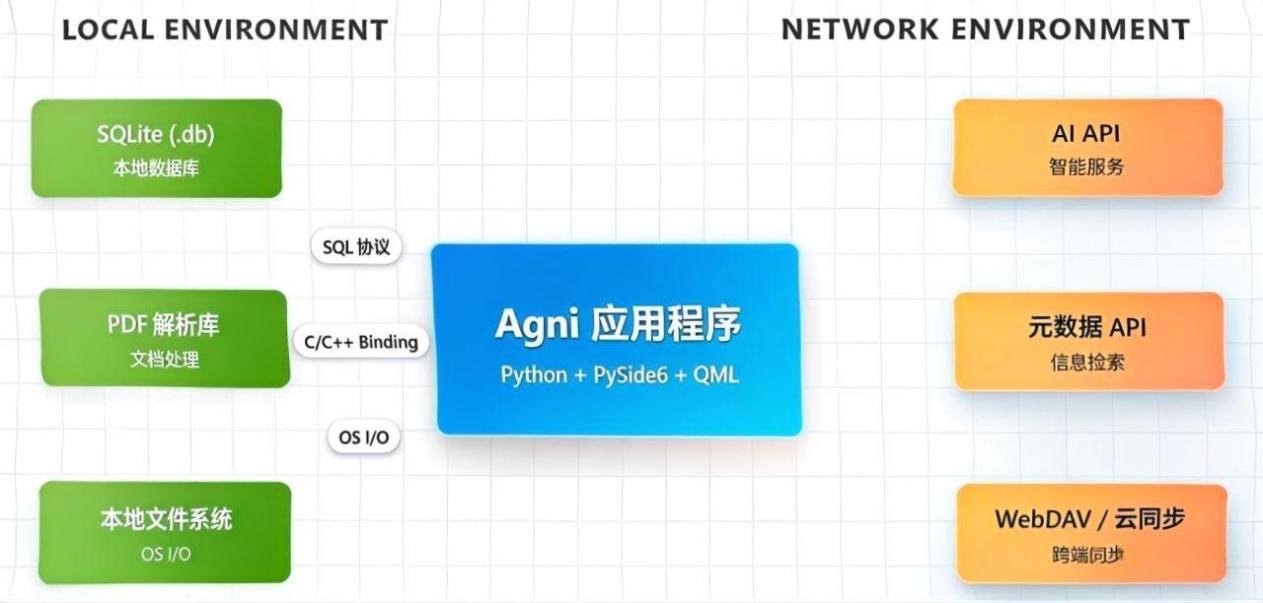 LOCAL ENVIRONMENT
NETWORK ENVIRONMENT
SQLite (.db)
本地数据库
SQL 协议
PDF 解析库
文档处理
C/C++ Binding
OS I/O
本地文件系统
OS I/O
Agni 应用程序
Python + PySide6 + QML
AI API
智能服务
元数据 API
信息捡索
WebDAV / 云同步
跨端同步